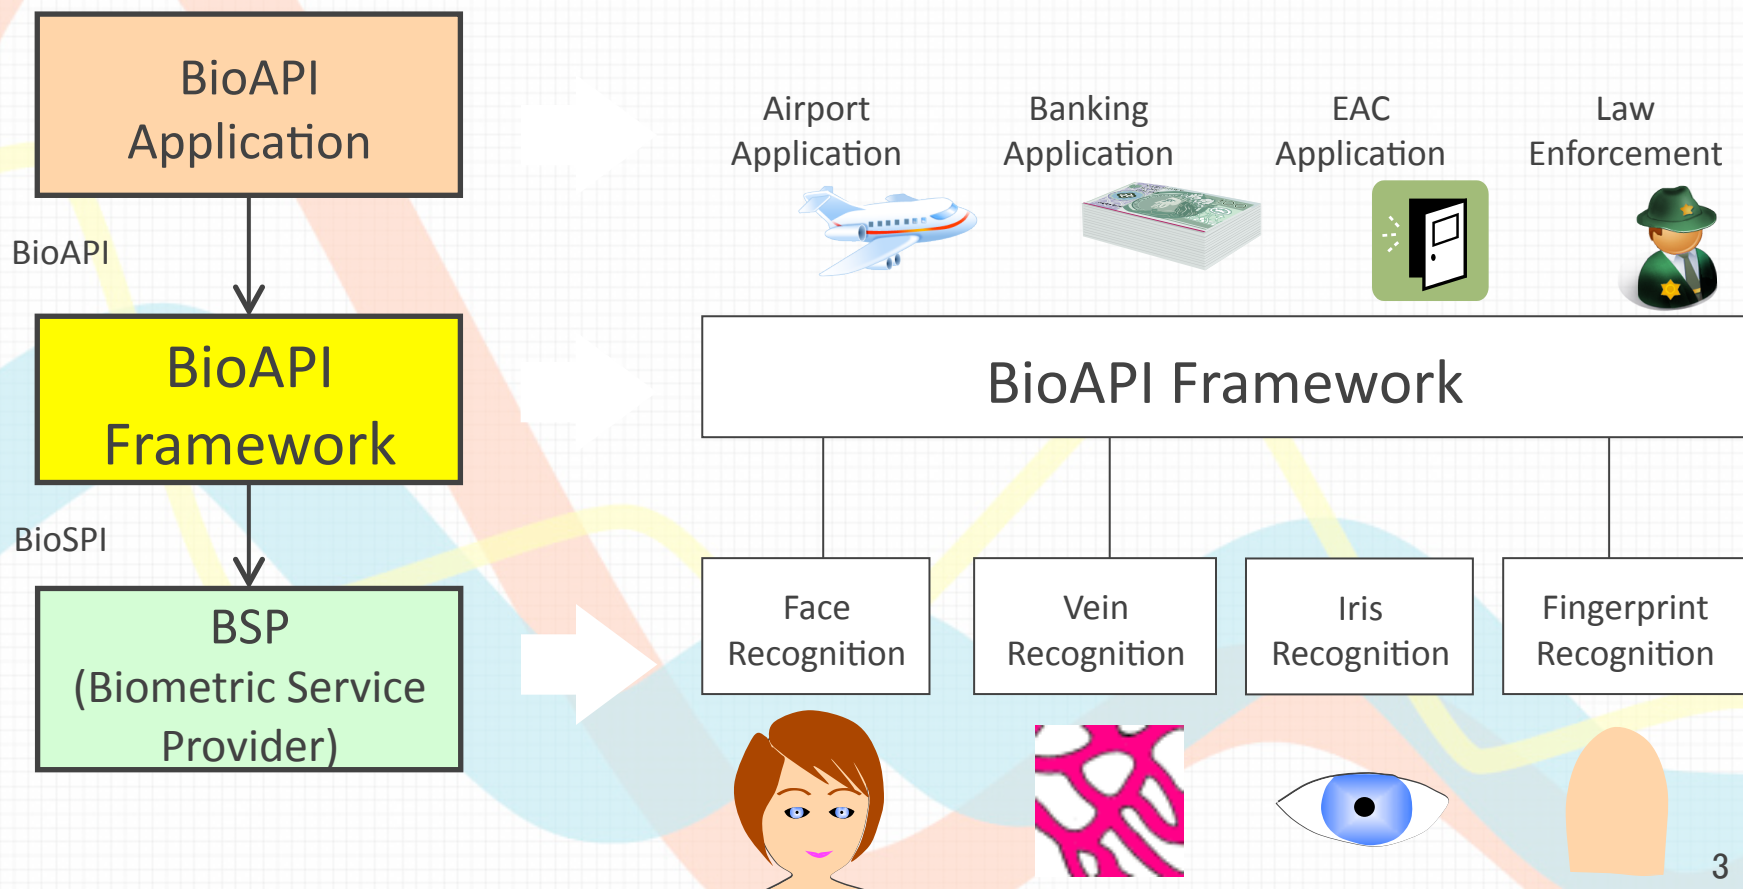 BioAPI
Application
BioAPI
BioAPI
Framework
BioSPI
BSP
(Biometric Service
Provider)
Airport
Application
Banking
Application
EAC
Application
Law
Enforcement
BioAPI Framework
Face
Recognition
Vein
Recognition
Iris
Recognition
Fingerprint
Recognition
3